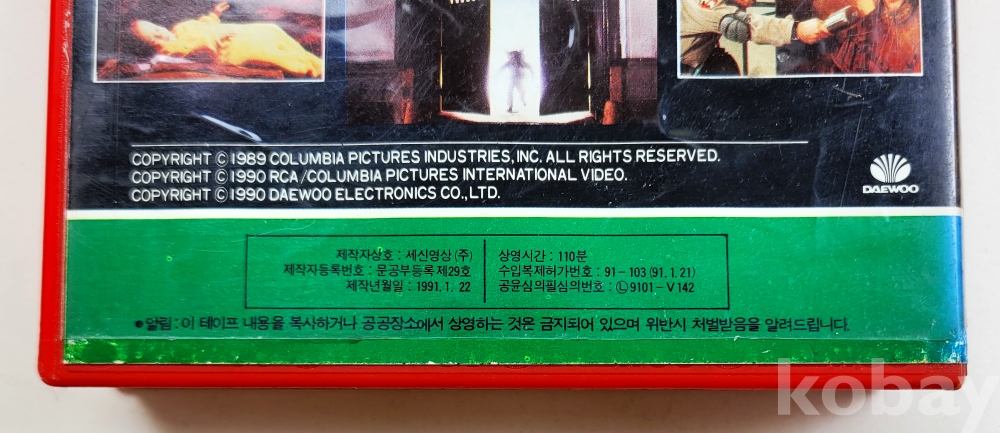 COPYRIGHT Ⓒ1989 COLUMBIA PICTURES INDUSTRIES, INC. ALL RIGHTS RESERVED.
COPYRIGHT Ⓒ1990 RCA/COLUMBIA PICTURES INTERNATIONAL VIDEO.
COPYRIGHT Ⓒ1990 DAEWOO ELECTRONICS CO., LTD.
DAEWOO
제작자상호 : 세신영상 (주)
제작자등록번호 : 문공부등록 제29호
제작년월일 : 1991. 1. 22
상영시간 : 110분
수입복제허가번호 : 91-103 (91. 1. 21)
공윤심의필심의번호 : Ⓛ9101-V142
●알림 : 이 테이프 내용을 복사하거나 공공장소에서 상영하는 것은 금지되어 있으며 위반시 처벌받음을 알려드립니다.
kobay